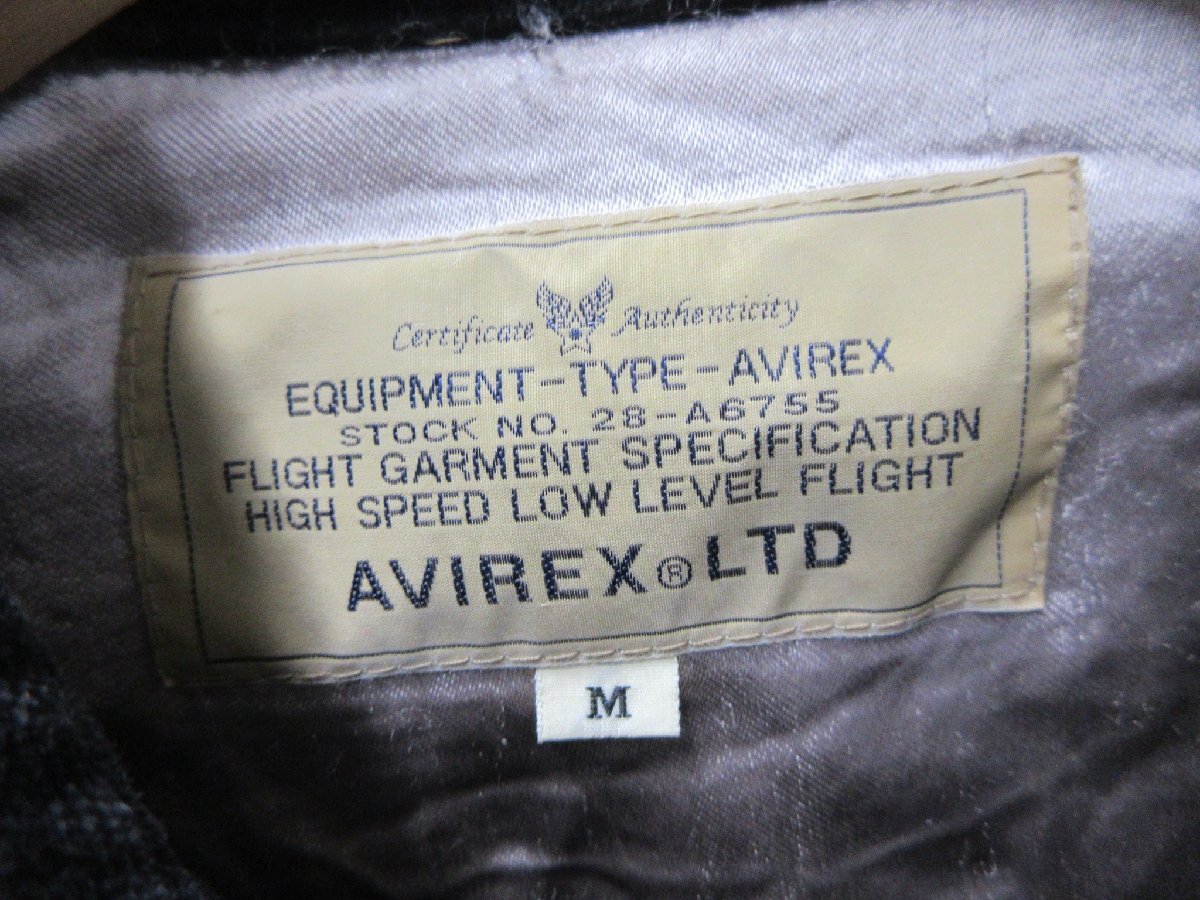 Certificate Authenticity
EQUIPMENT-TYPE-AVIREX
STOCK NO. 28-A6755
FLIGHT GARMENT SPECIFICATION
HIGH SPEED LOW LEVEL FLIGHT
AVIREX® LTD
M